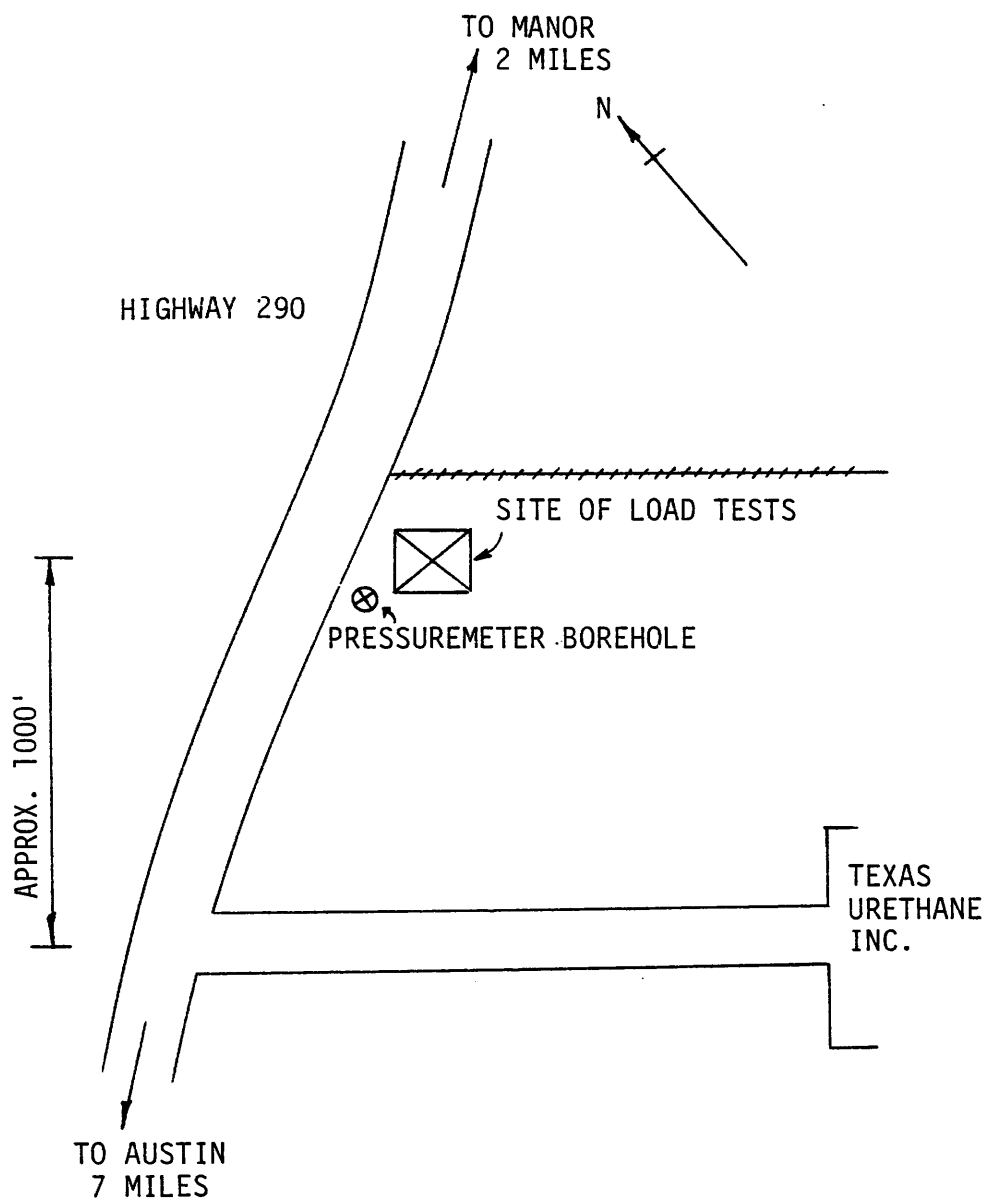 TO MANOR
2 MILES
N
HIGHWAY 290
SITE OF LOAD TESTS
PRESSUREMETER BOREHOLE
APPROX. 1000'
TEXAS
URETHANE
INC.
TO AUSTIN
7 MILES